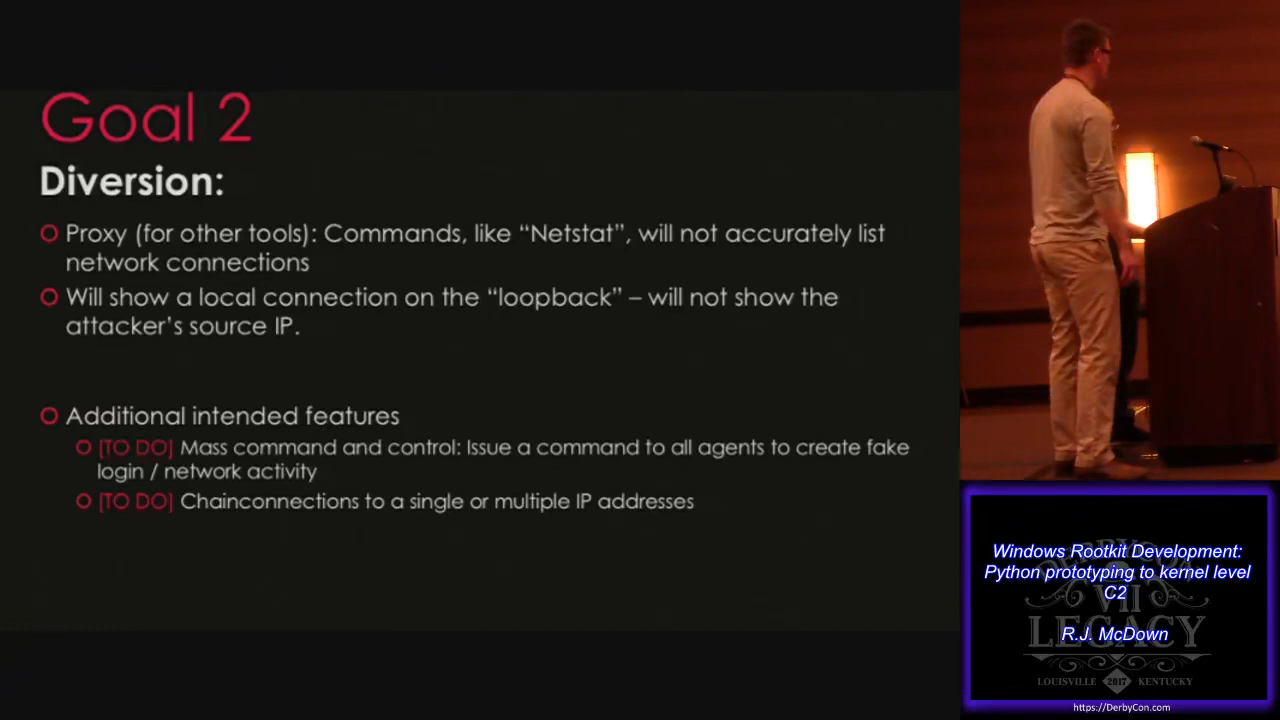 Goal 2
Diversion:
Proxy (for other tools): Commands, like “Netstat”, will not accurately list
network connections
Will show a local connection on the “loopback” – will not show the
attacker’s source IP.
Additional intended features
[TO DO] Mass command and control: Issue a command to all agents to create fake
login / network activity
[TO DO] Chainconnections to a single or multiple IP addresses
Windows Rootkit Development:
Python prototyping to kernel level
C2
R.J. McDown
DERBYCON
VII
LEGACY
LOUISVILLE 2017 KENTUCKY
https://DerbyCon.com